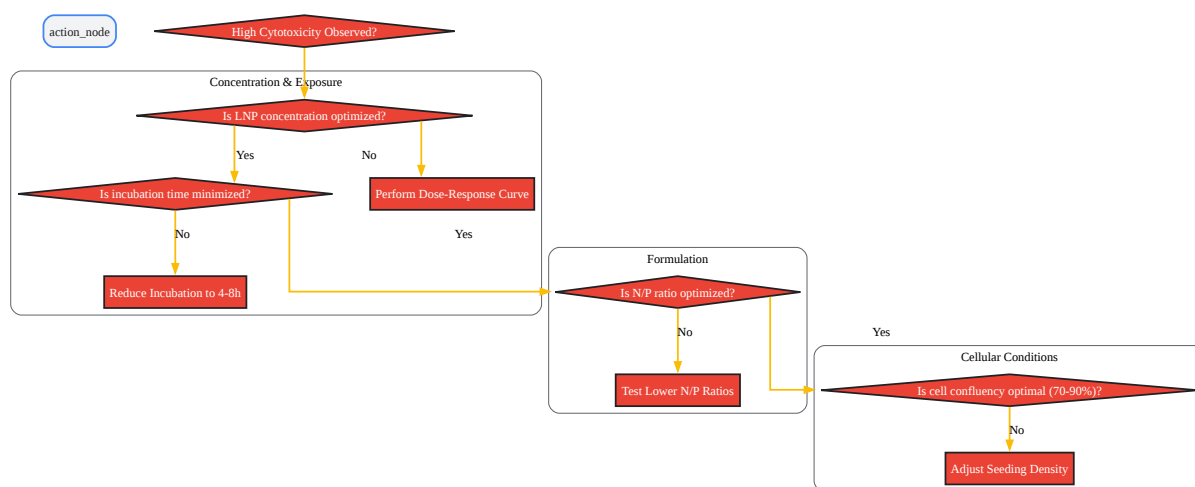 action_node
High Cytotoxicity Observed?
Concentration & Exposure
Is LNP concentration optimized?
Yes
No
Is incubation time minimized?
Perform Dose-Response Curve
No
Yes
Reduce Incubation to 4-8h
Formulation
Is N/P ratio optimized?
No
Yes
Test Lower N/P Ratios
Cellular Conditions
Is cell confluency optimal (70-90%)?
No
Adjust Seeding Density